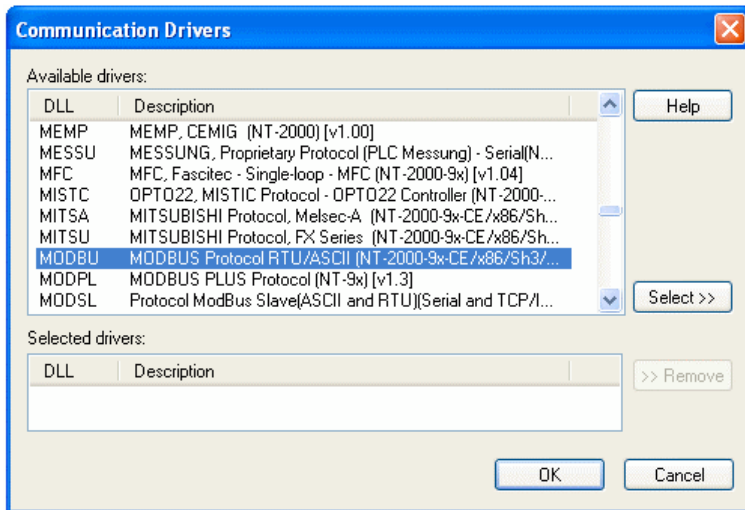 Communication Drivers
Available drivers:
DLL Description
MEMP MEMP, CEMIG (NT-2000) [v1.00]
MESSU MESSUNG, Proprietary Protocol (PLC Messung) - Serial(N...
MFC MFC, Fascitec - Single-loop - MFC (NT-2000-9x) [v1.04]
MISTC OPTO22, MISTIC Protocol - OPTO22 Controller (NT-2000-...
MITSA MITSUBISHI Protocol, Melsec-A (NT-2000-9x-CE/x86/Sh...
MITSU MITSUBISHI Protocol, FX Series (NT-2000-9x-CE/x86/Sh...
MODBU MODBUS Protocol RTU/ASCII (NT-2000-9x-CE/x86/Sh3/...
MODPL MODBUS PLUS Protocol (NT-9x) [v1.3]
MODSL Protocol ModBus Slave(ASCII and RTU)(Serial and TCP/I...
Help
Select >>
Selected drivers:
DLL Description
>> Remove
OK Cancel